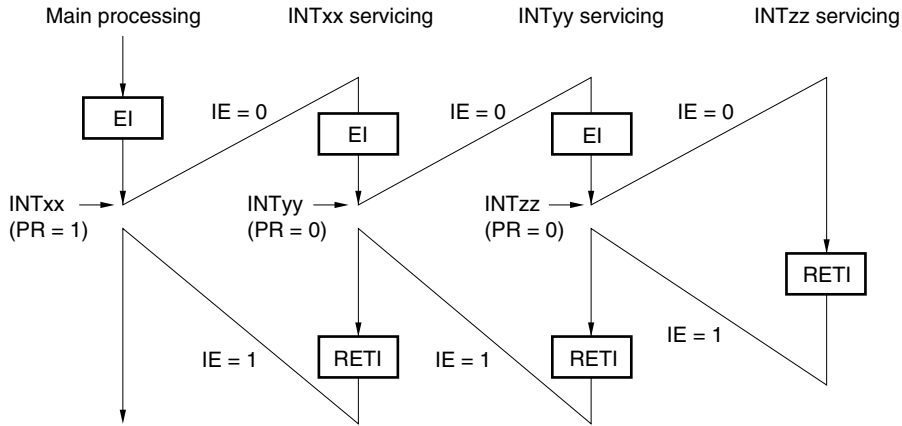 Main processing
INTxx servicing
INTyy servicing
INTzz servicing
EI
IE = 0
EI
IE = 0
EI
IE = 0
INTxx
(PR = 1)
INTyy
(PR = 0)
INTzz
(PR = 0)
RETI
IE = 1
RETI
IE = 1
RETI
IE = 1